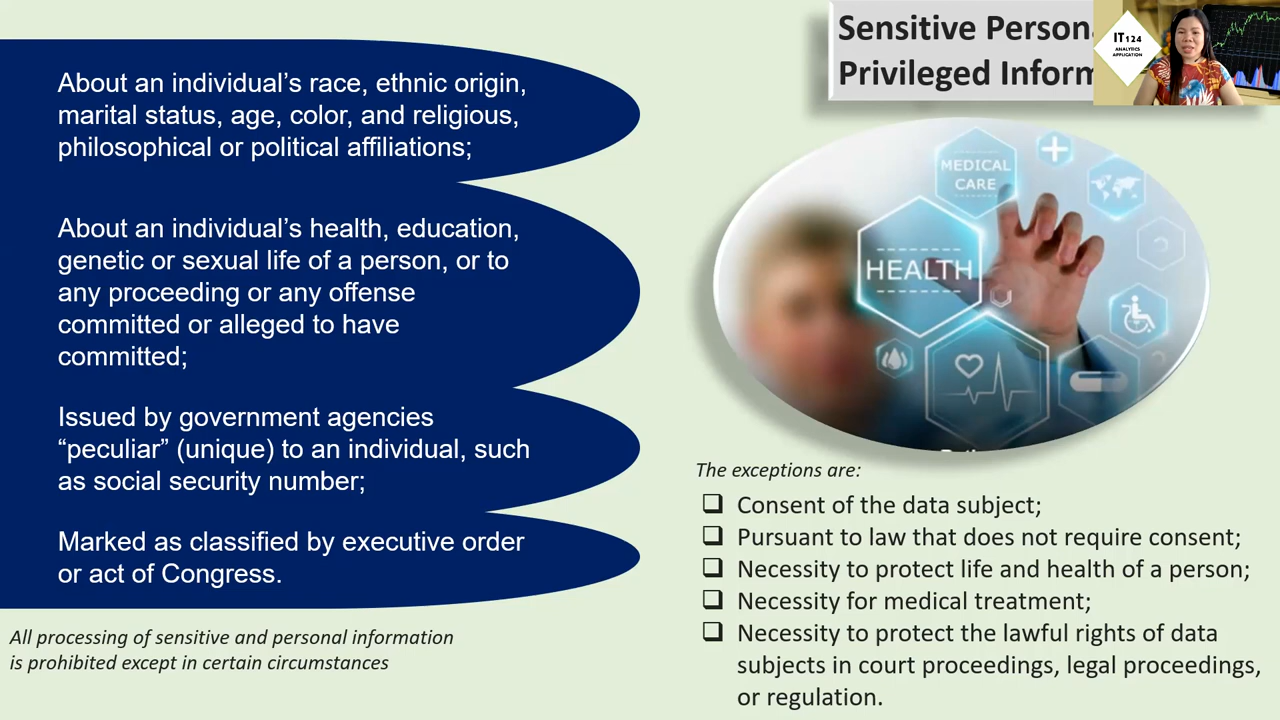 Sensitive Person
Privileged Inform
IT124
ANALYTICS
APPLICATION
About an individual’s race, ethnic origin,
marital status, age, color, and religious,
philosophical or political affiliations;
About an individual’s health, education,
genetic or sexual life of a person, or to
any proceeding or any offense
committed or alleged to have
committed;
Issued by government agencies
“peculiar” (unique) to an individual, such
as social security number;
Marked as classified by executive order
or act of Congress.
All processing of sensitive and personal information
is prohibited except in certain circumstances
MEDICAL
CARE
HEALTH
The exceptions are:
Consent of the data subject;
Pursuant to law that does not require consent;
Necessity to protect life and health of a person;
Necessity for medical treatment;
Necessity to protect the lawful rights of data
subjects in court proceedings, legal proceedings,
or regulation.